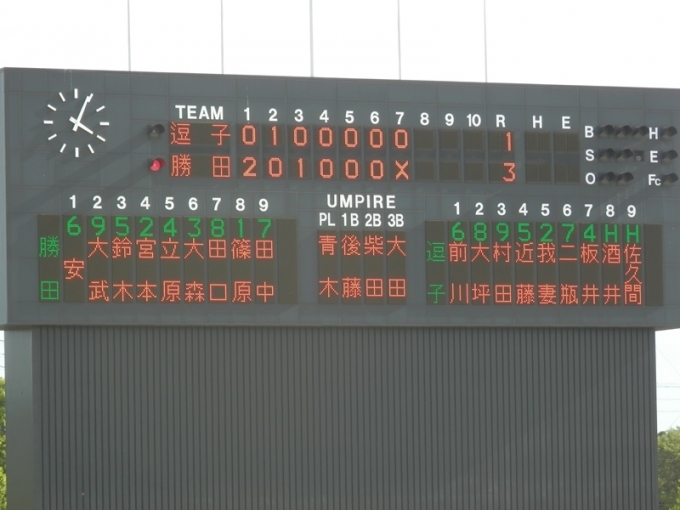 TEAM 1 2 3 4 5 6 7 8 9 10 R H E
逗子 0 1 0 0 0 0 0 1 B H
勝田 2 0 1 0 0 0 X 3 S E
O Fc
1 2 3 4 5 6 7 8 9
6 9 5 2 4 3 8 1 7
勝田 安 大武 鈴木 宮本 立原 大森 田口 篠原 田中
UMPIRE
PL 1B 2B 3B
青木 後藤 柴田 大田
1 2 3 4 5 6 7 8 9
6 8 9 5 2 7 4 H H
逗子 前川 大坪 村田 近藤 我妻 二瓶 板井 酒井 佐久間